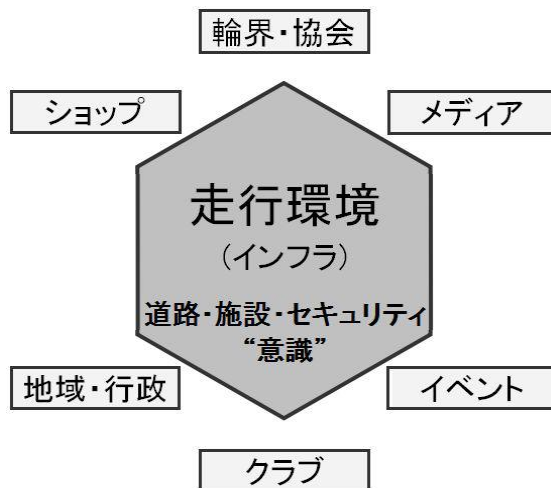 輪界・協会
ショップ
メディア
走行環境
(インフラ)
道路・施設・セキュリティ
“意識”
地域・行政
イベント
クラブ